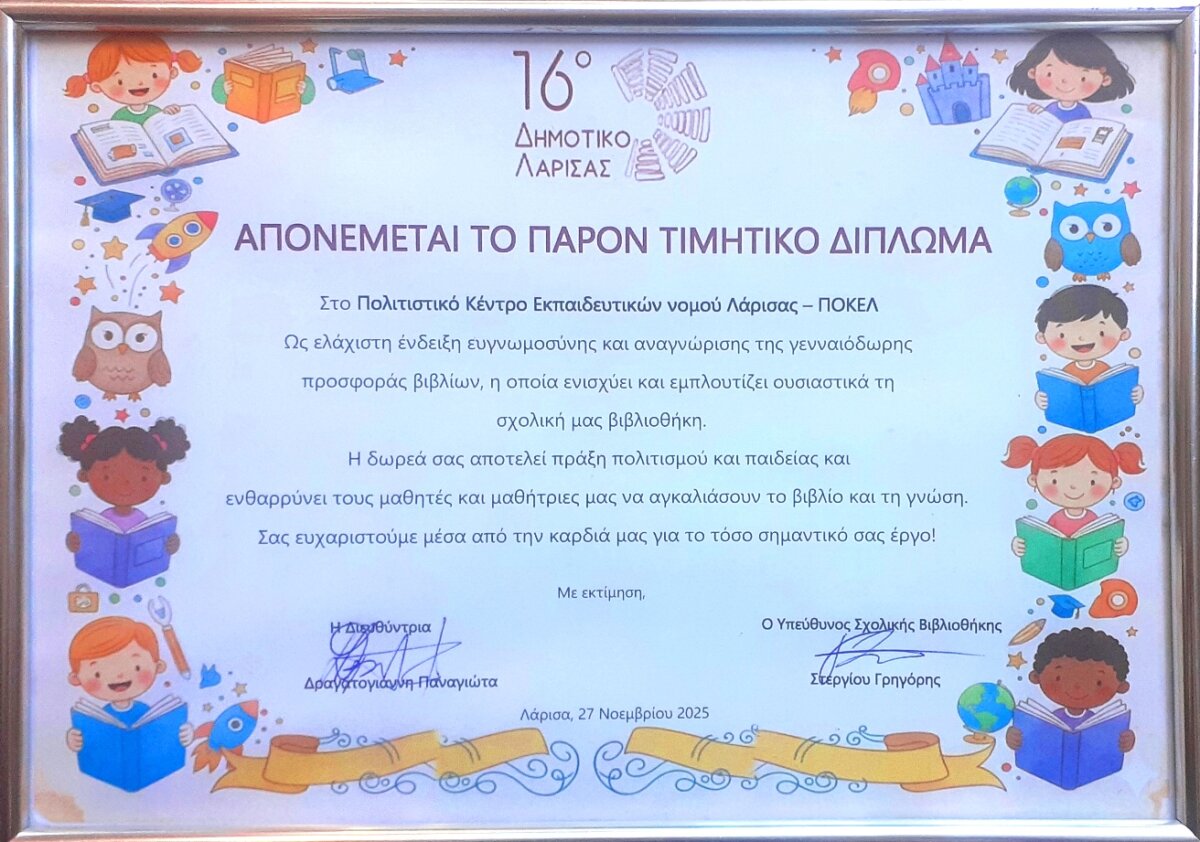 16ο
ΔΗΜΟΤΙΚΟ
ΛΑΡΙΣΑΣ
ΑΠΟΝΕΜΕΤΑΙ ΤΟ ΠΑΡΟΝ ΤΙΜΗΤΙΚΟ ΔΙΠΛΩΜΑ
Στο Πολιτιστικό Κέντρο Εκπαιδευτικών νομού Λάρισας – ΠΟΚΕΛ
Ως ελάχιστη ένδειξη ευγνωμοσύνης και αναγνώρισης της γενναιόδωρης
προσφοράς βιβλίων, η οποία ενισχύει και εμπλουτίζει ουσιαστικά τη
σχολική μας βιβλιοθήκη.
Η δωρεά σας αποτελεί πράξη πολιτισμού και παιδείας και
ενθαρρύνει τους μαθητές και μαθήτριες μας να αγκαλιάσουν το βιβλίο και τη γνώση.
Σας ευχαριστούμε μέσα από την καρδιά μας για το τόσο σημαντικό σας έργο!
Με εκτίμηση,
Η Διευθύντρια
Ο Υπεύθυνος Σχολικής Βιβλιοθήκης
Δραγατογιάννη Παναγιώτα
Στεργίου Γρηγόρης
Λάρισα, 27 Νοεμβρίου 2025